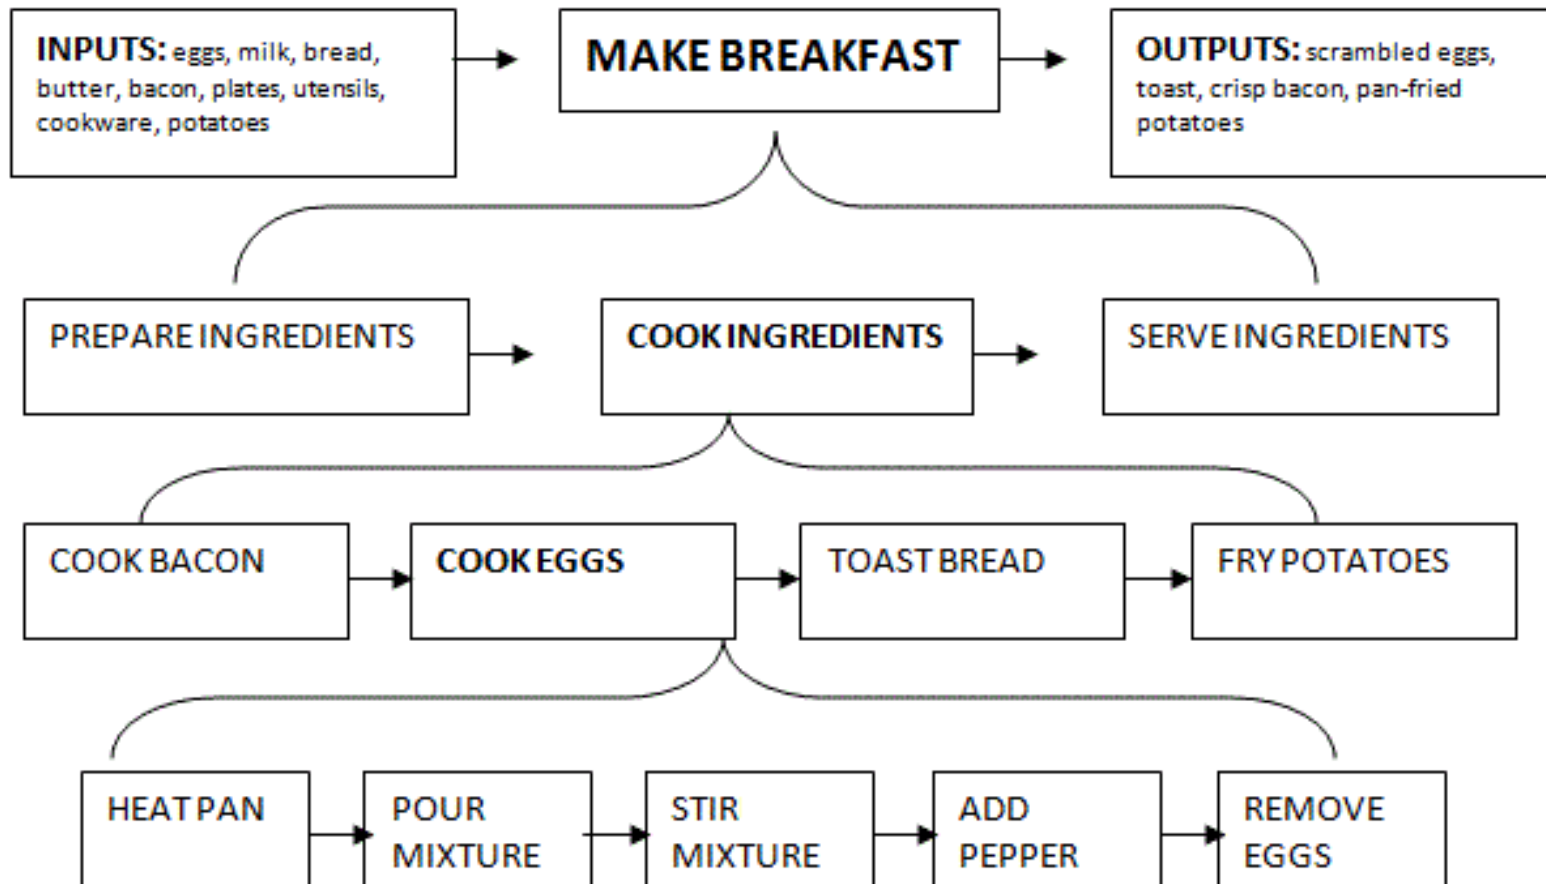 INPUTS: eggs, milk, bread,
butter, bacon, plates, utensils,
cookware, potatoes
MAKE BREAKFAST
OUTPUTS: scrambled eggs,
toast, crisp bacon, pan-fried
potatoes
PREPARE INGREDIENTS
COOK INGREDIENTS
SERVE INGREDIENTS
COOK BACON
COOK EGGS
TOAST BREAD
FRY POTATOES
HEAT PAN
POUR
MIXTURE
STIR
MIXTURE
ADD
PEPPER
REMOVE
EGGS